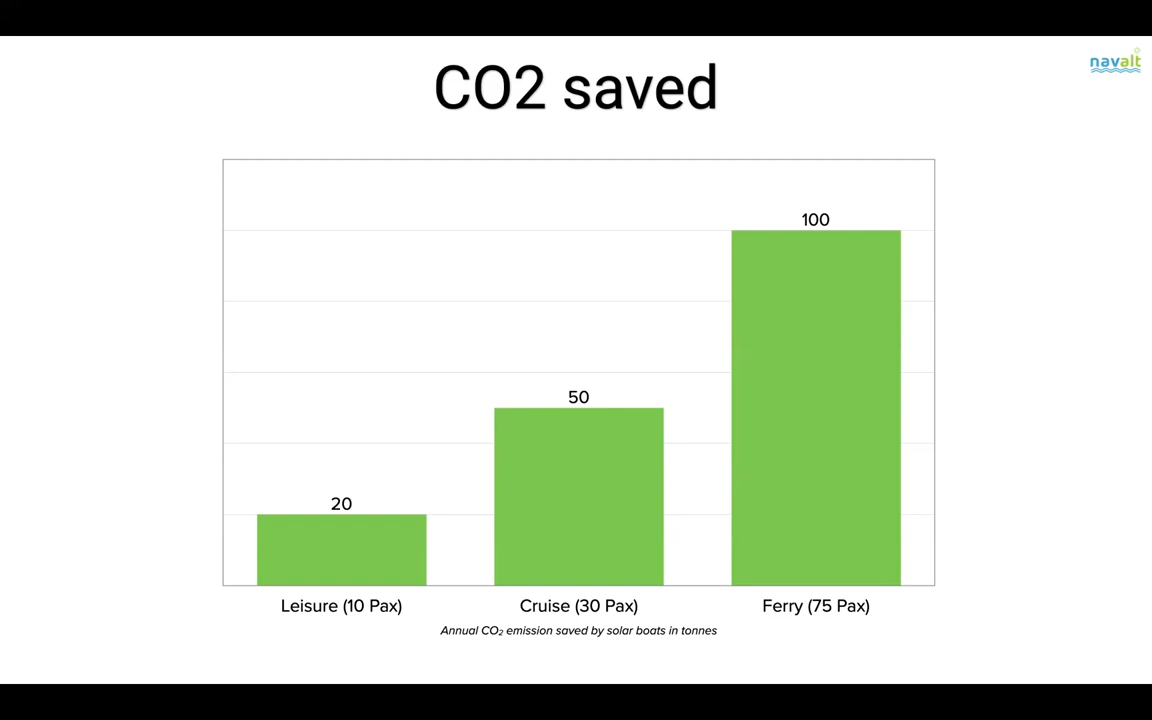 CO2 saved
navalt
100
50
20
Leisure (10 Pax)
Cruise (30 Pax)
Ferry (75 Pax)
Annual CO₂ emission saved by solar boats in tonnes